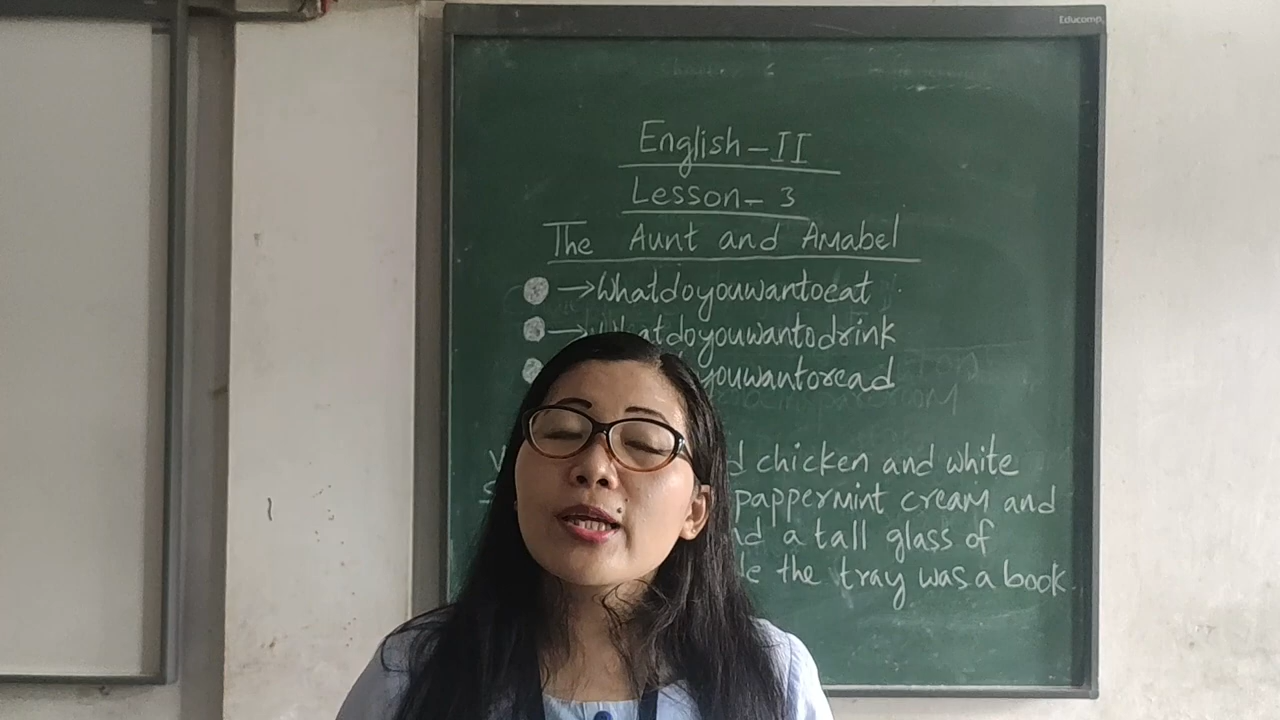 Educomp
English - II
Lesson - 3
The Aunt and Amabel
→ Whatdoyouwantoeat
→ Whatdoyouwantodrink
youwantoread
chicken and white
pappermint cream and
a tall glass of
the tray was a book